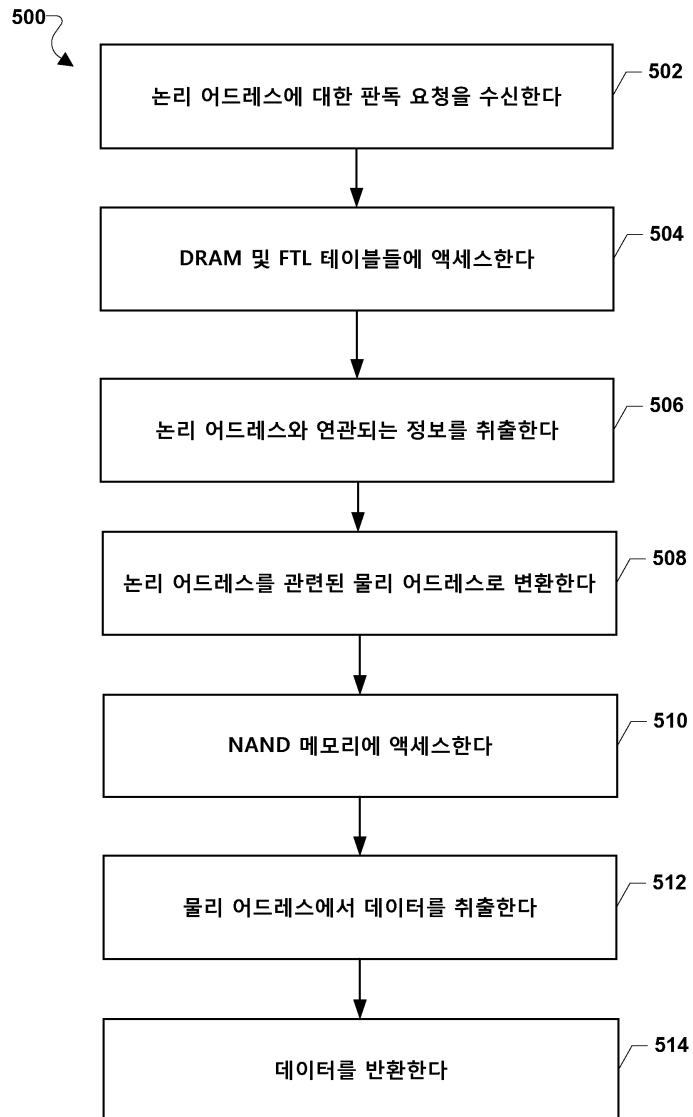 500
502
논리 어드레스에 대한 판독 요청을 수신한다
504
DRAM 및 FTL 테이블들에 액세스한다
506
논리 어드레스와 연관되는 정보를 취출한다
508
논리 어드레스를 관련된 물리 어드레스로 변환한다
510
NAND 메모리에 액세스한다
512
물리 어드레스에서 데이터를 취출한다
514
데이터를 반환한다